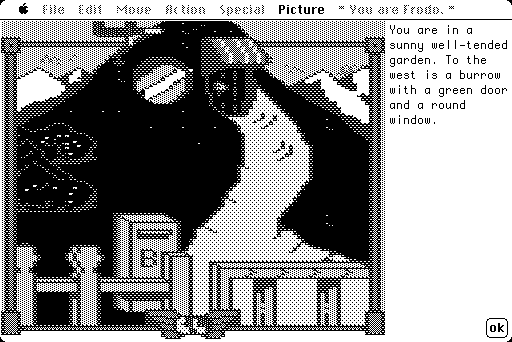 File Edit Move Action Special Picture * You are Frodo. *
You are in a
sunny well-tended
garden. To the
west is a burrow
with a green door
and a round
window.
B
ok